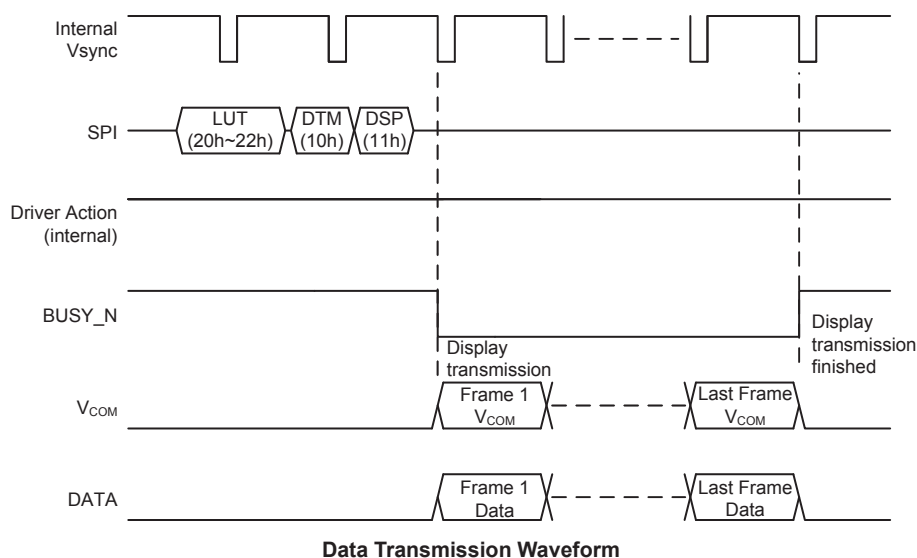 Internal
Vsync
SPI
LUT
(20h~22h)
DTM
(10h)
DSP
(11h)
Driver Action
(internal)
BUSY_N
Display
transmission
Display
transmission
finished
VCOM
Frame 1
VCOM
Last Frame
VCOM
DATA
Frame 1
Data
Last Frame
Data
Data Transmission Waveform